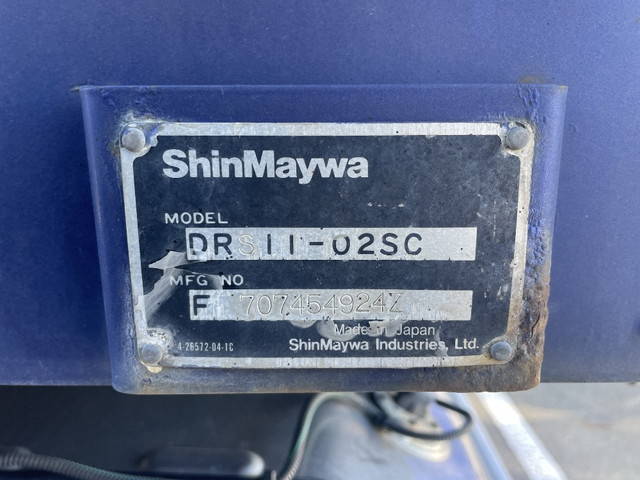 ShinMaywa
MODEL
DRS11-02SC
MFG NO
F 707454924Z
Made in Japan
4-26572-04-1C
ShinMaywa Industries, Ltd.